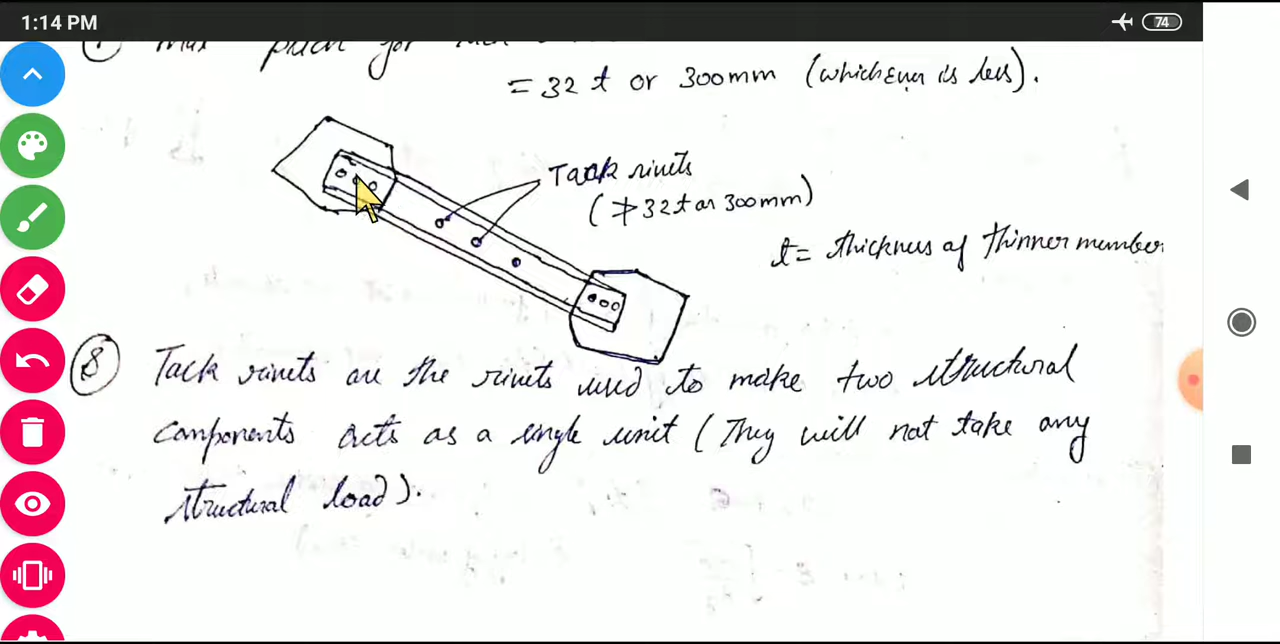 1:14 PM
74
= 32 t or 300mm (whichever is less).
Tack rivets
(≯32t or 300mm)
t = thickness of thinner member
8 Tack rivets are the rivets used to make two structural
components acts as a single unit (They will not take any
structural load).